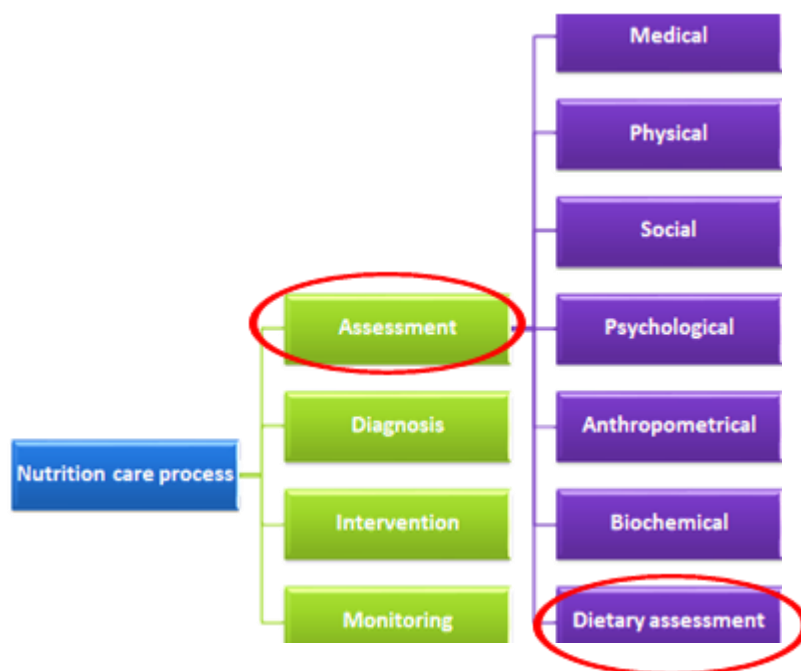 Nutrition care process
Assessment
Diagnosis
Intervention
Monitoring
Medical
Physical
Social
Psychological
Anthropometrical
Biochemical
Dietary assessment